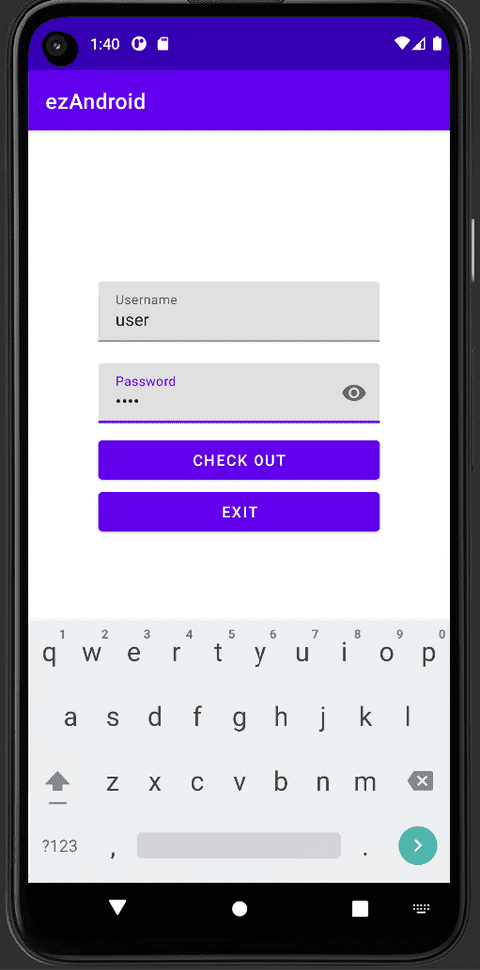 1:40
ezAndroid
Username
user
Password
••••
CHECK OUT
EXIT
1 2 3 4 5 6 7 8 9 0
q w e r t y u i o p
a s d f g h j k l
z x c v b n m
?123 , .